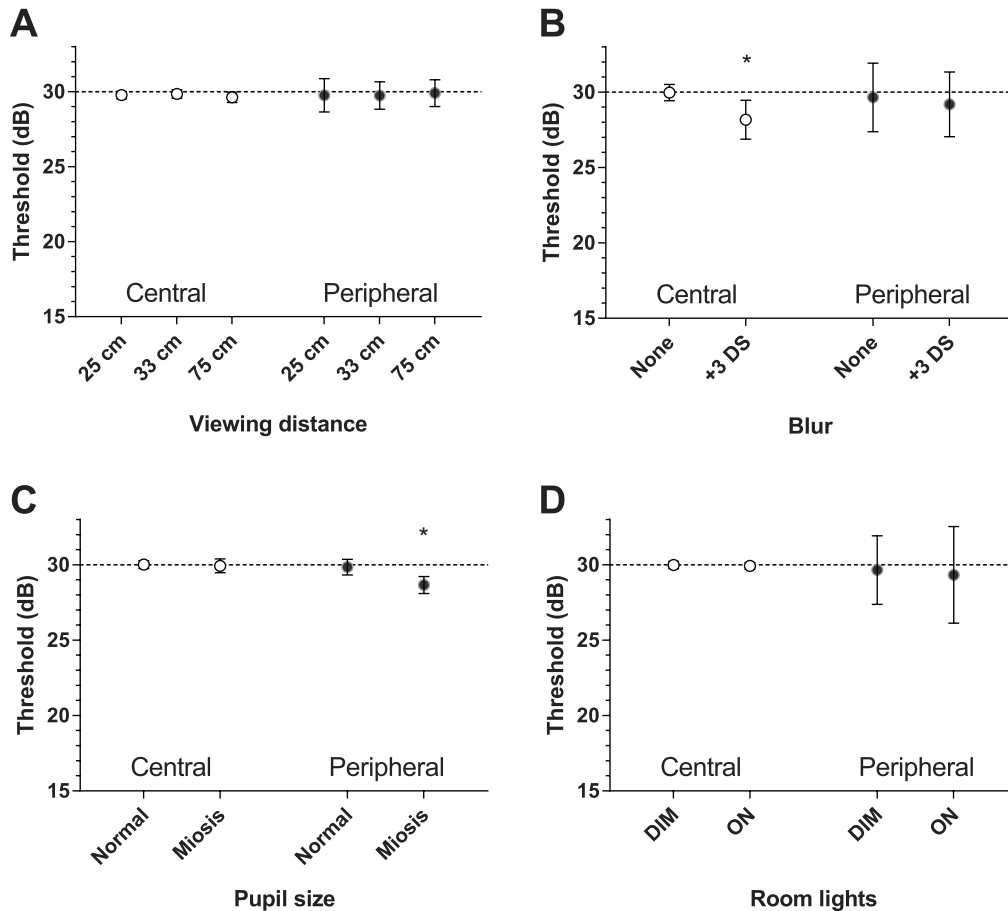 A
Threshold (dB)
30
25
20
15
Central
Peripheral
25 cm
33 cm
75 cm
25 cm
33 cm
75 cm
Viewing distance
B
*
Threshold (dB)
30
25
20
15
Central
Peripheral
None
+3 DS
None
+3 DS
Blur
C
*
Threshold (dB)
30
25
20
15
Central
Peripheral
Normal
Miosis
Normal
Miosis
Pupil size
D
Threshold (dB)
30
25
20
15
Central
Peripheral
DIM
ON
DIM
ON
Room lights